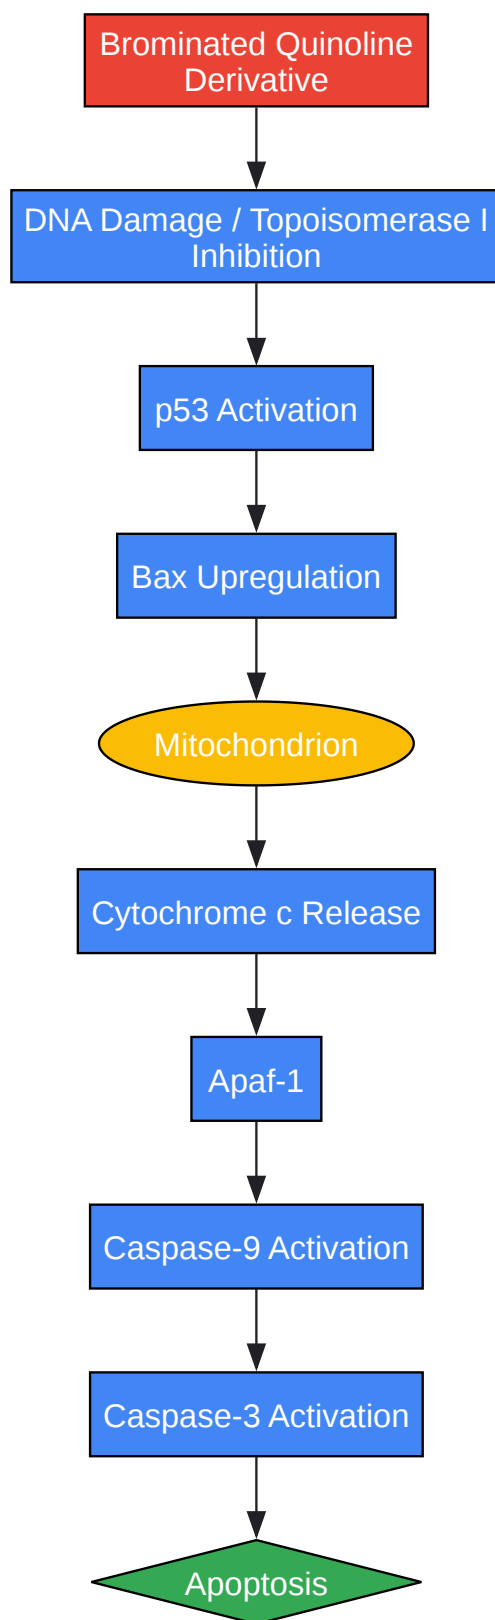 Brominated Quinoline
Derivative
DNA Damage / Topoisomerase I
Inhibition
p53 Activation
Bax Upregulation
Mitochondrion
Cytochrome c Release
Apaf-1
Caspase-9 Activation
Caspase-3 Activation
Apoptosis